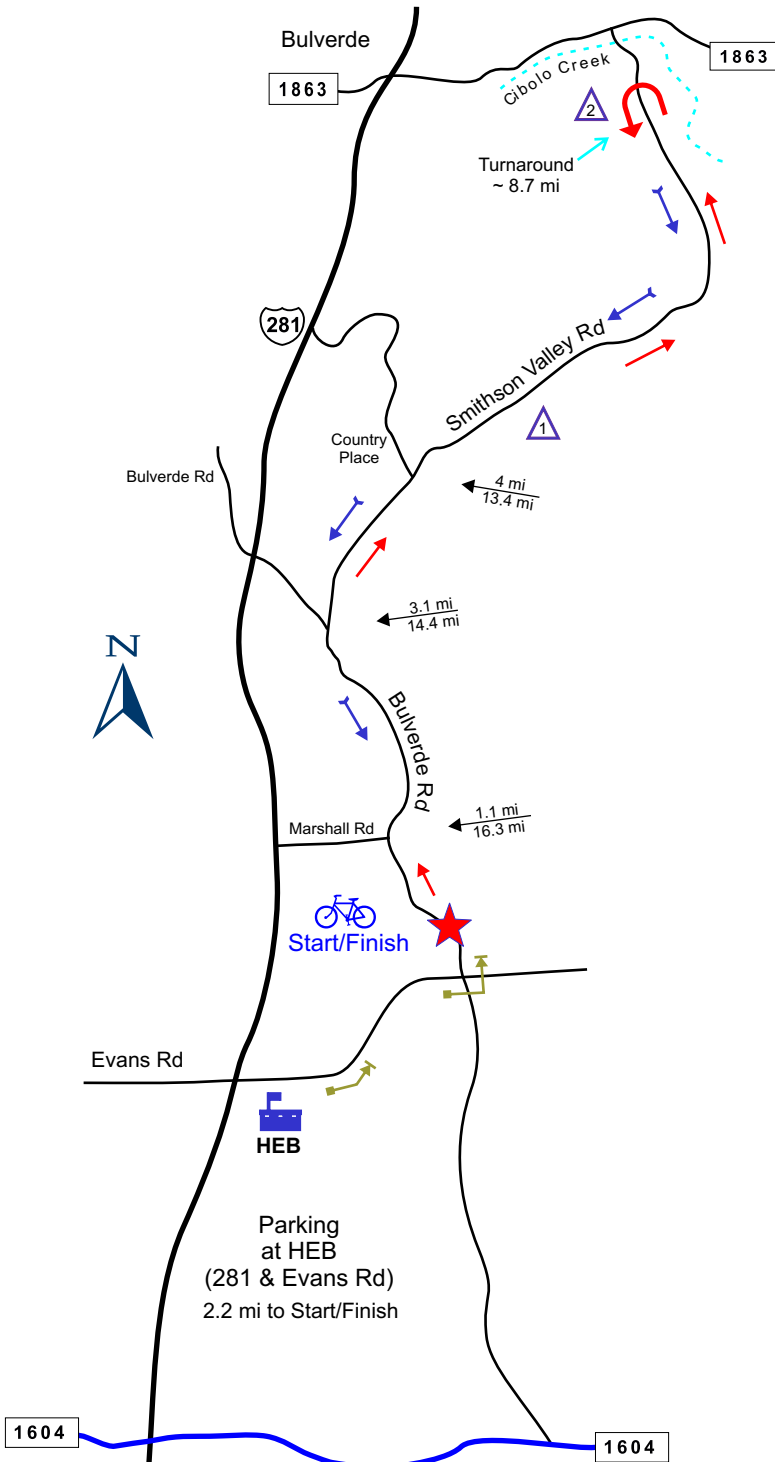 Bulverde
1863
1863
Cibolo Creek
2
Turnaround
~ 8.7 mi
281
Smithson Valley Rd
1
Country
Place
Bulverde Rd
4 mi
13.4 mi
3.1 mi
14.4 mi
N
Bulverde Rd
1.1 mi
16.3 mi
Marshall Rd
Start/Finish
Evans Rd
HEB
Parking
at HEB
(281 & Evans Rd)
2.2 mi to Start/Finish
1604
1604